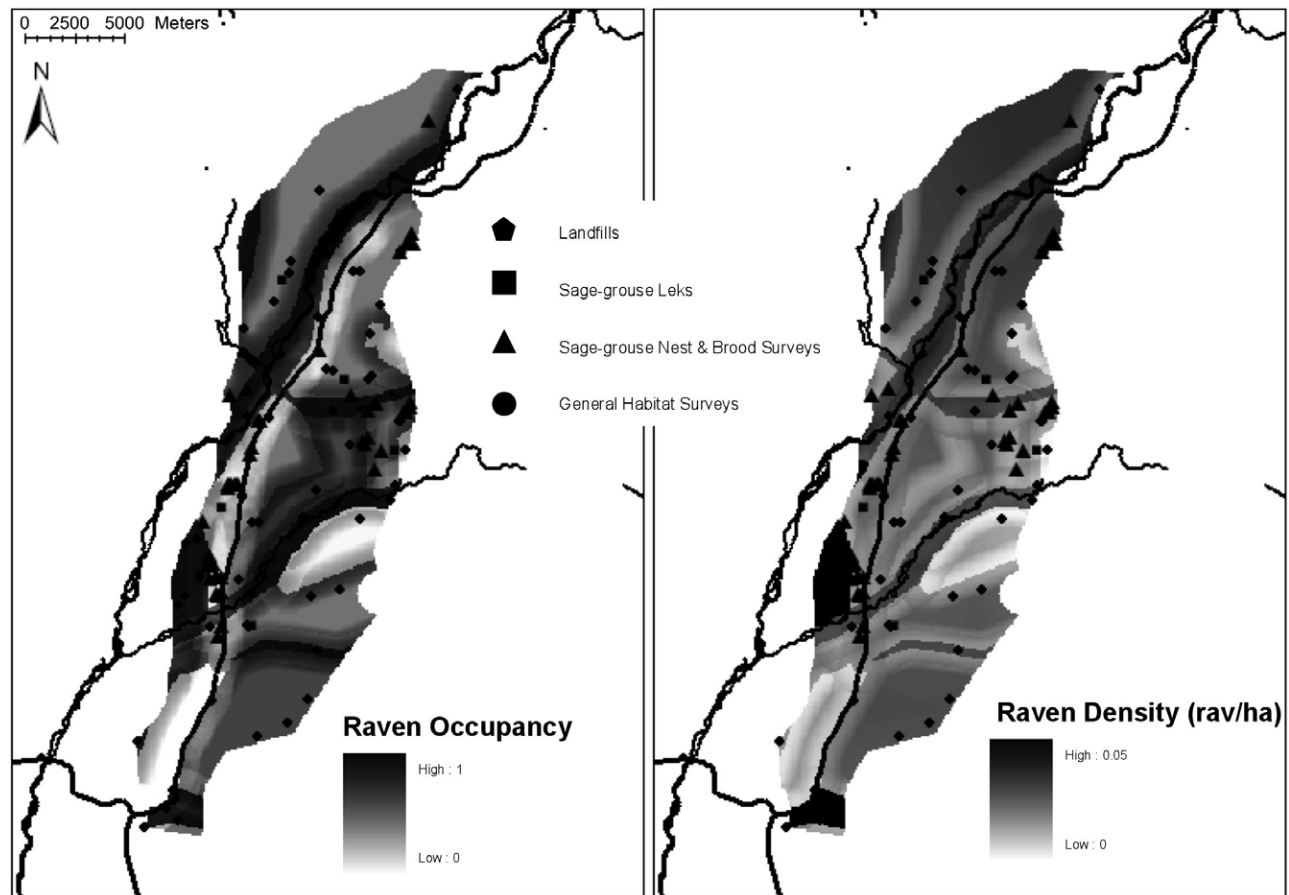 0 2500 5000 Meters
N
Landfills
Sage-grouse Leks
Sage-grouse Nest & Brood Surveys
General Habitat Surveys
Raven Occupancy
High : 1
Low : 0
Raven Density (rav/ha)
High : 0.05
Low : 0